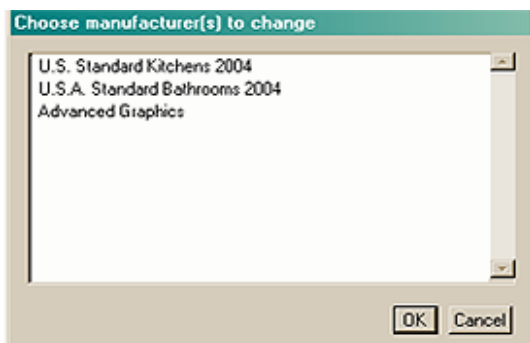 Choose manufacturer(s) to change
U.S. Standard Kitchens 2004
U.S.A. Standard Bathrooms 2004
Advanced Graphics
OK Cancel